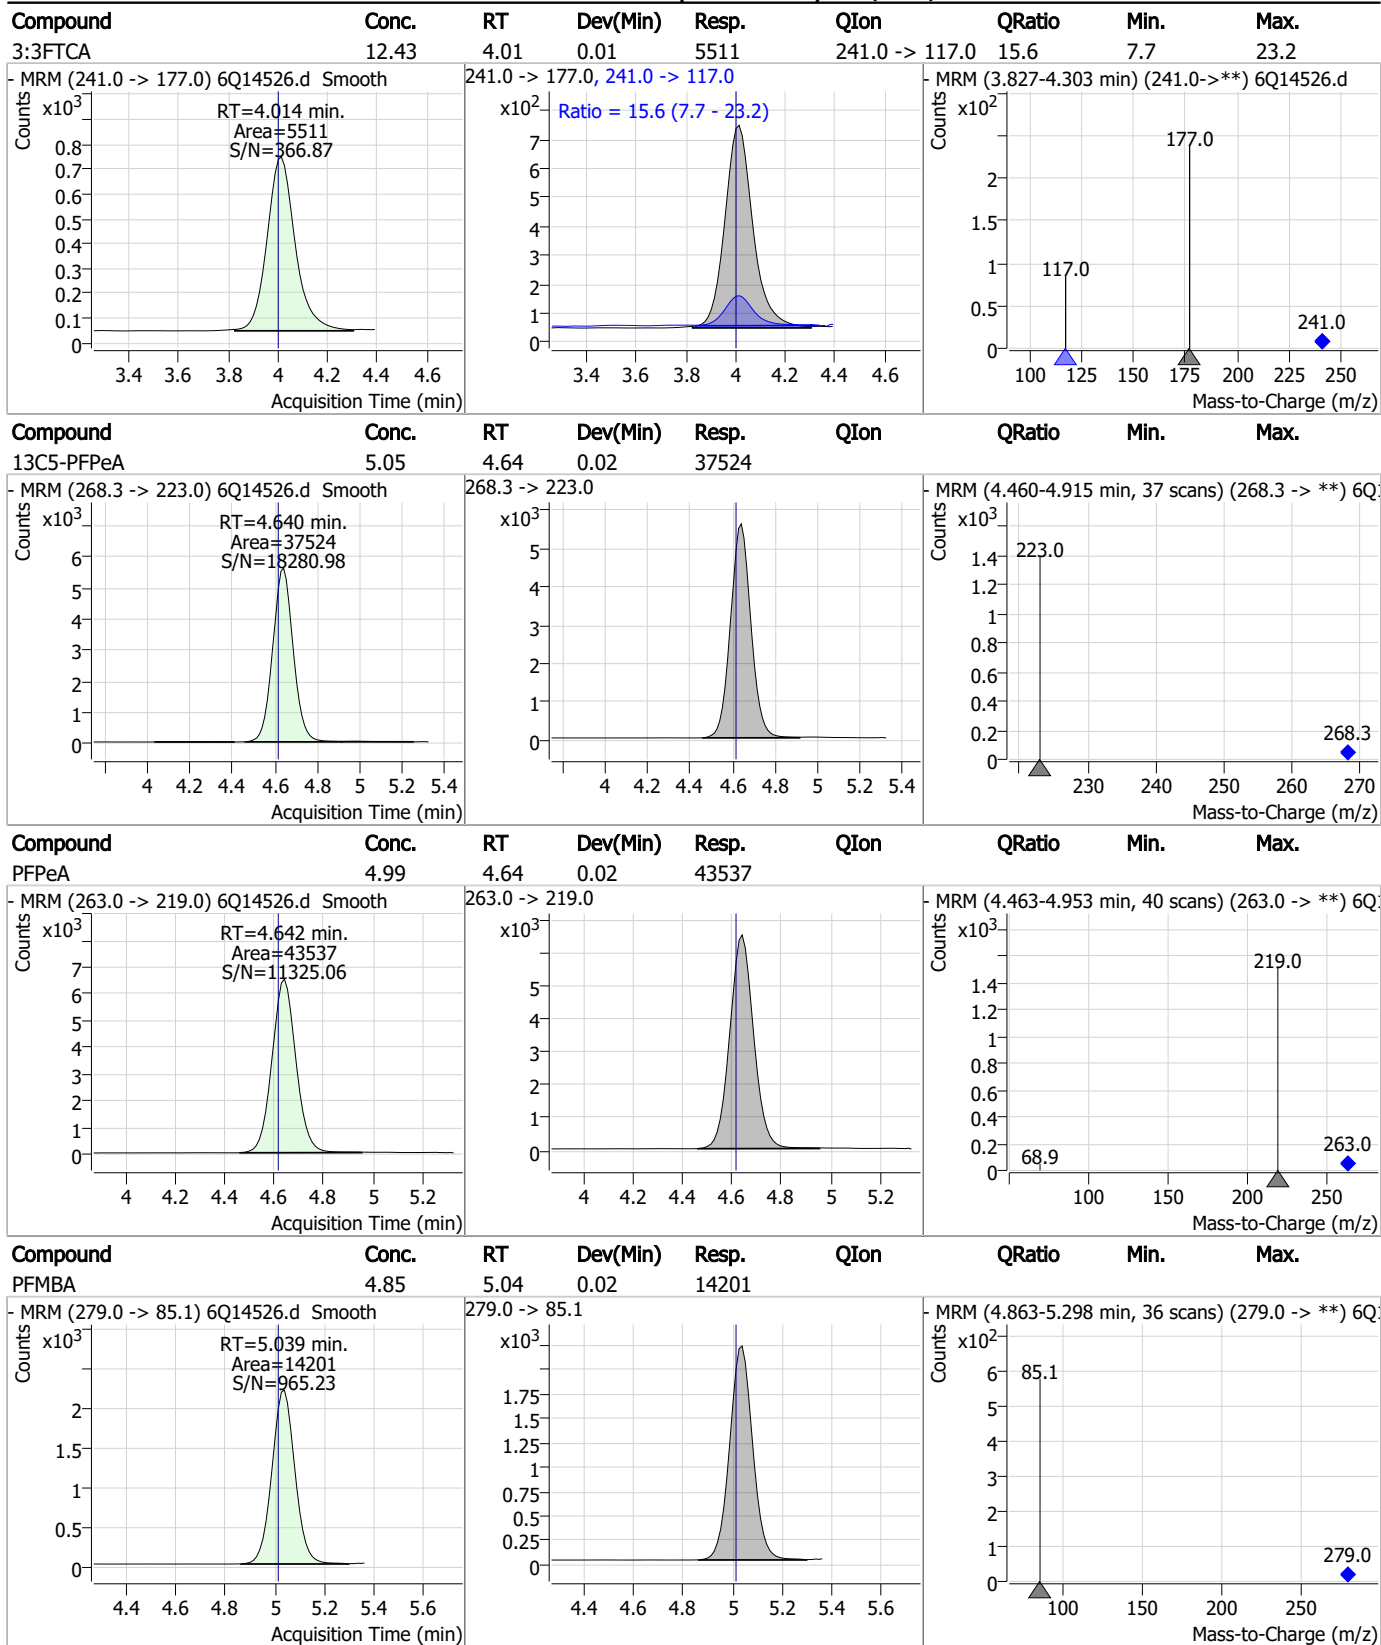 Compound Conc. RT Dev(Min) Resp. QIon QRatio Min. Max.
3:3FTCA 12.43 4.01 0.01 5511 241.0 -> 117.0 15.6 7.7 23.2
- MRM (241.0 -> 177.0) 6Q14526.d Smooth
Counts
x10³
RT=4.014 min.
Area=5511
S/N=366.87
0.8
0.7
0.6
0.5
0.4
0.3
0.2
0.1
0
3.4 3.6 3.8 4 4.2 4.4 4.6
Acquisition Time (min)
241.0 -> 177.0, 241.0 -> 117.0
x10²
Ratio = 15.6 (7.7 - 23.2)
7
6
5
4
3
2
1
0
3.4 3.6 3.8 4 4.2 4.4 4.6
- MRM (3.827-4.303 min) (241.0->**) 6Q14526.d
Counts
x10²
177.0
2
1.5
117.0
1
0.5
241.0
0
100 125 150 175 200 225 250
Mass-to-Charge (m/z)
Compound Conc. RT Dev(Min) Resp. QIon QRatio Min. Max.
13C5-PFPeA 5.05 4.64 0.02 37524
- MRM (268.3 -> 223.0) 6Q14526.d Smooth
Counts
x10³
RT=4.640 min.
Area=37524
S/N=18280.98
6
5
4
3
2
1
0
4 4.2 4.4 4.6 4.8 5 5.2 5.4
Acquisition Time (min)
268.3 -> 223.0
x10³
5
4
3
2
1
0
4 4.2 4.4 4.6 4.8 5 5.2 5.4
- MRM (4.460-4.915 min, 37 scans) (268.3 -> **) 6Q1
Counts
x10³
223.0
1.4
1.2
1
0.8
0.6
0.4
0.2
268.3
0
230 240 250 260 270
Mass-to-Charge (m/z)
Compound Conc. RT Dev(Min) Resp. QIon QRatio Min. Max.
PFPeA 4.99 4.64 0.02 43537
- MRM (263.0 -> 219.0) 6Q14526.d Smooth
Counts
x10³
RT=4.642 min.
Area=43537
S/N=11325.06
7
6
5
4
3
2
1
0
4 4.2 4.4 4.6 4.8 5 5.2
Acquisition Time (min)
263.0 -> 219.0
x10³
5
4
3
2
1
0
4 4.2 4.4 4.6 4.8 5 5.2
- MRM (4.463-4.953 min, 40 scans) (263.0 -> **) 6Q1
Counts
x10³
219.0
1.4
1.2
1
0.8
0.6
0.4
0.2
68.9
263.0
0
100 150 200 250
Mass-to-Charge (m/z)
Compound Conc. RT Dev(Min) Resp. QIon QRatio Min. Max.
PFMBA 4.85 5.04 0.02 14201
- MRM (279.0 -> 85.1) 6Q14526.d Smooth
Counts
x10³
RT=5.039 min.
Area=14201
S/N=965.23
2
1.5
1
0.5
0
4.4 4.6 4.8 5 5.2 5.4 5.6
Acquisition Time (min)
279.0 -> 85.1
x10³
1.75
1.5
1.25
1
0.75
0.5
0.25
0
4.4 4.6 4.8 5 5.2 5.4 5.6
- MRM (4.863-5.298 min, 36 scans) (279.0 -> **) 6Q1
Counts
x10²
6
85.1
5
4
3
2
1
279.0
0
100 150 200 250
Mass-to-Charge (m/z)